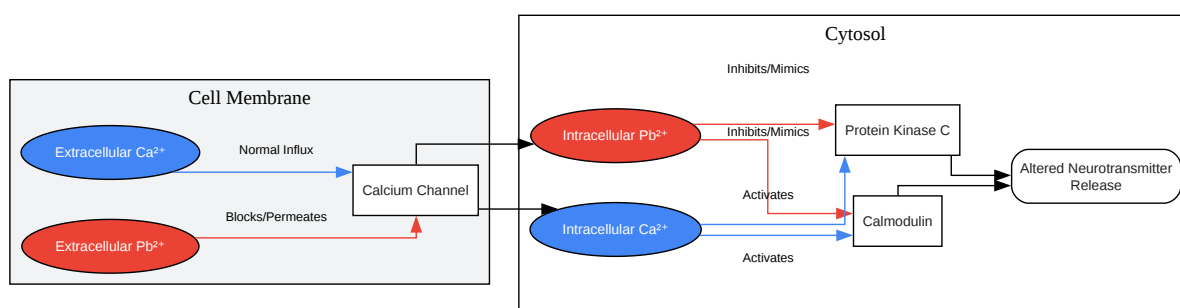 Cytosol
Inhibits/Mimics
Cell Membrane
Extracellular Ca²⁺
Normal Influx
Calcium Channel
Blocks/Permeates
Extracellular Pb²⁺
Intracellular Pb²⁺
Inhibits/Mimics
Protein Kinase C
Activates
Intracellular Ca²⁺
Calmodulin
Activates
Altered Neurotransmitter
Release